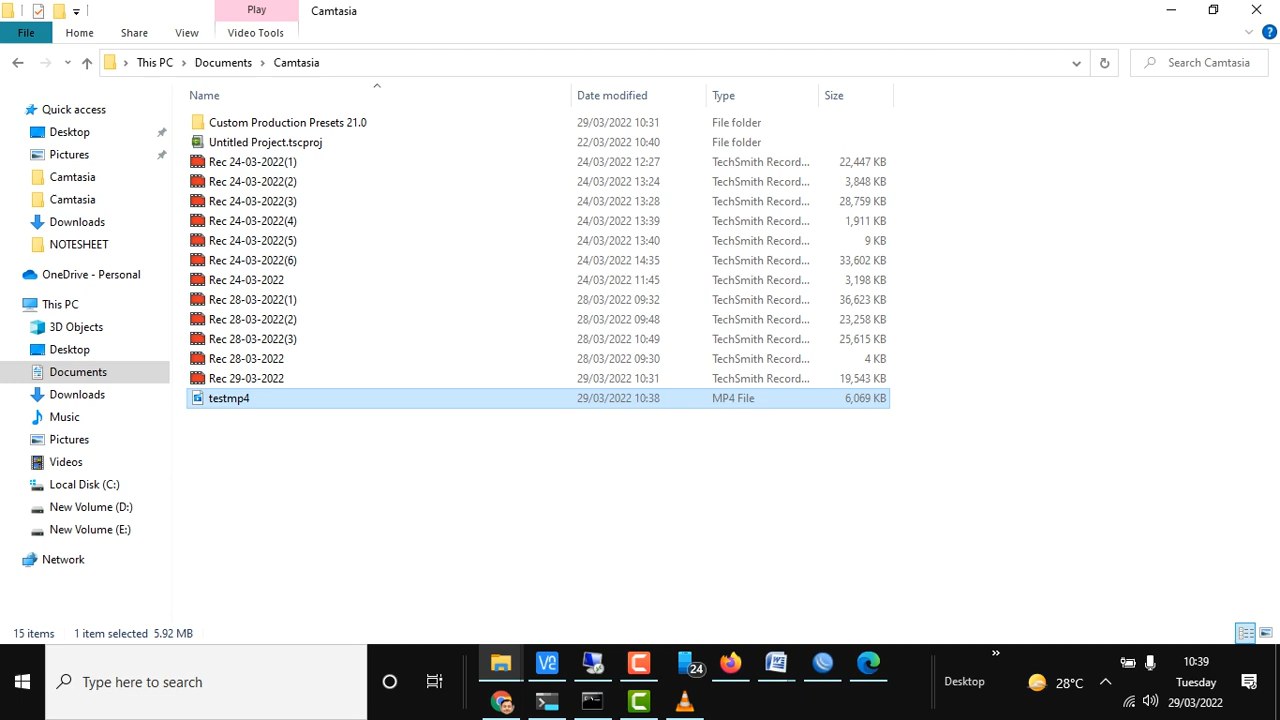 Play
Camtasia
File
Home
Share
View
Video Tools
This PC
Documents
Camtasia
Search Camtasia
Name
Date modified
Type
Size
Quick access
Desktop
Pictures
Camtasia
Camtasia
Downloads
NOTESHEET
OneDrive - Personal
This PC
3D Objects
Desktop
Documents
Downloads
Music
Pictures
Videos
Local Disk (C:)
New Volume (D:)
New Volume (E:)
Network
Custom Production Presets 21.0 29/03/2022 10:31 File folder
Untitled Project.tscproj 22/03/2022 10:40 File folder
Rec 24-03-2022(1) 24/03/2022 12:27 TechSmith Record... 22,447 KB
Rec 24-03-2022(2) 24/03/2022 13:24 TechSmith Record... 3,848 KB
Rec 24-03-2022(3) 24/03/2022 13:28 TechSmith Record... 28,759 KB
Rec 24-03-2022(4) 24/03/2022 13:39 TechSmith Record... 1,911 KB
Rec 24-03-2022(5) 24/03/2022 13:40 TechSmith Record... 9 KB
Rec 24-03-2022(6) 24/03/2022 14:35 TechSmith Record... 33,602 KB
Rec 24-03-2022 24/03/2022 11:45 TechSmith Record... 3,198 KB
Rec 28-03-2022(1) 28/03/2022 09:32 TechSmith Record... 36,623 KB
Rec 28-03-2022(2) 28/03/2022 09:48 TechSmith Record... 23,258 KB
Rec 28-03-2022(3) 28/03/2022 10:49 TechSmith Record... 25,615 KB
Rec 28-03-2022 28/03/2022 09:30 TechSmith Record... 4 KB
Rec 29-03-2022 29/03/2022 10:31 TechSmith Record... 19,543 KB
testmp4 29/03/2022 10:38 MP4 File 6,069 KB
15 items 1 item selected 5.92 MB
Type here to search
24
Desktop
28°C
10:39
Tuesday
29/03/2022